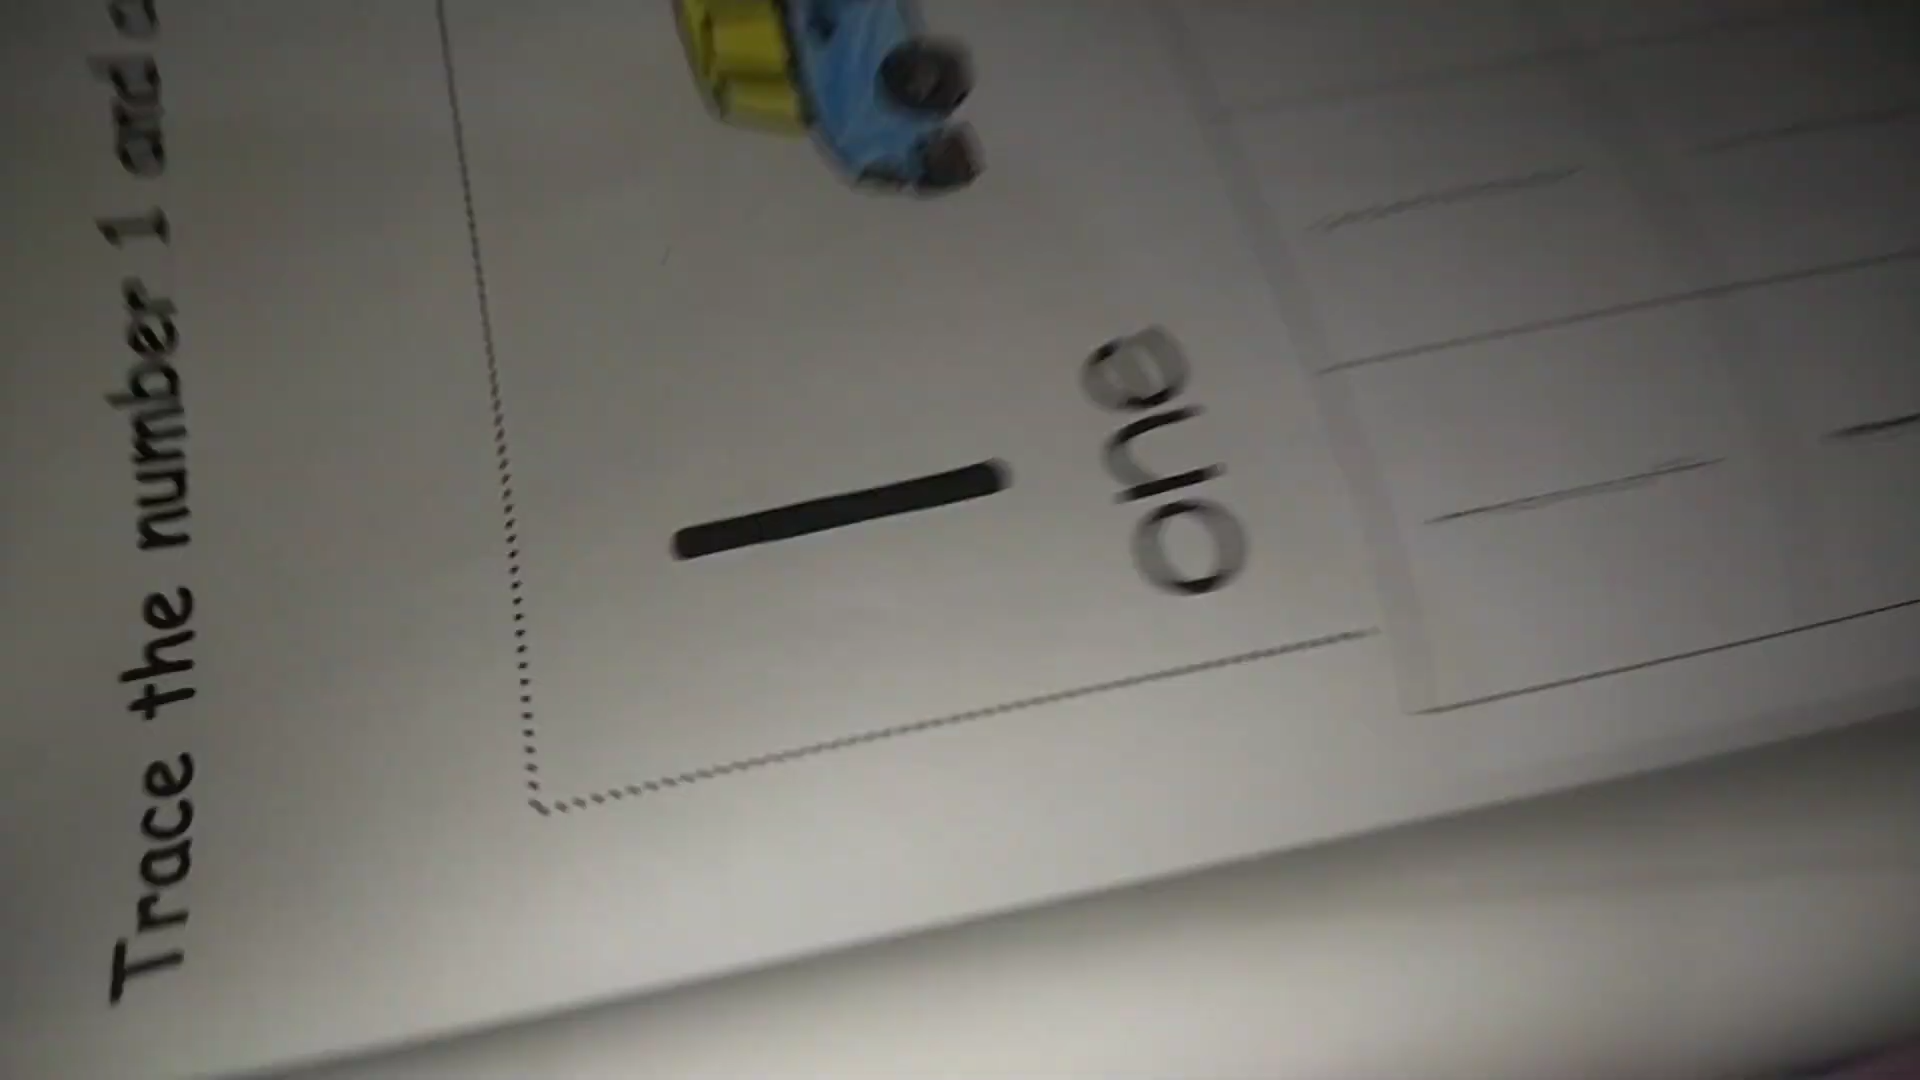 Trace the number 1 and
1
one